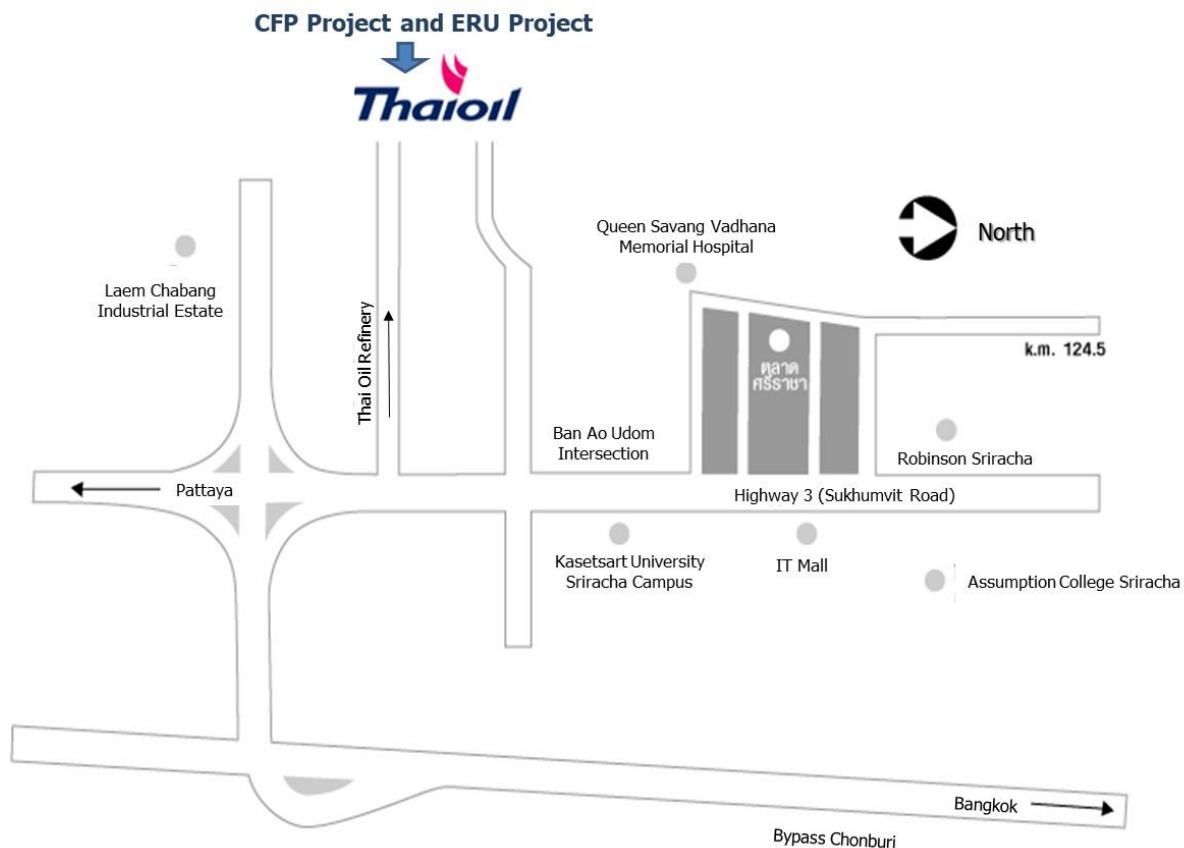 CFP Project and ERU Project
Thaioil
Queen Savang Vadhana
Memorial Hospital
North
Laem Chabang
Industrial Estate
Thai Oil Refinery
k.m. 124.5
ตลาด
ศรีราชา
Ban Ao Udom
Intersection
Robinson Sriracha
Pattaya
Highway 3 (Sukhumvit Road)
Kasetsart University
Sriracha Campus
IT Mall
Assumption College Sriracha
Bangkok
Bypass Chonburi